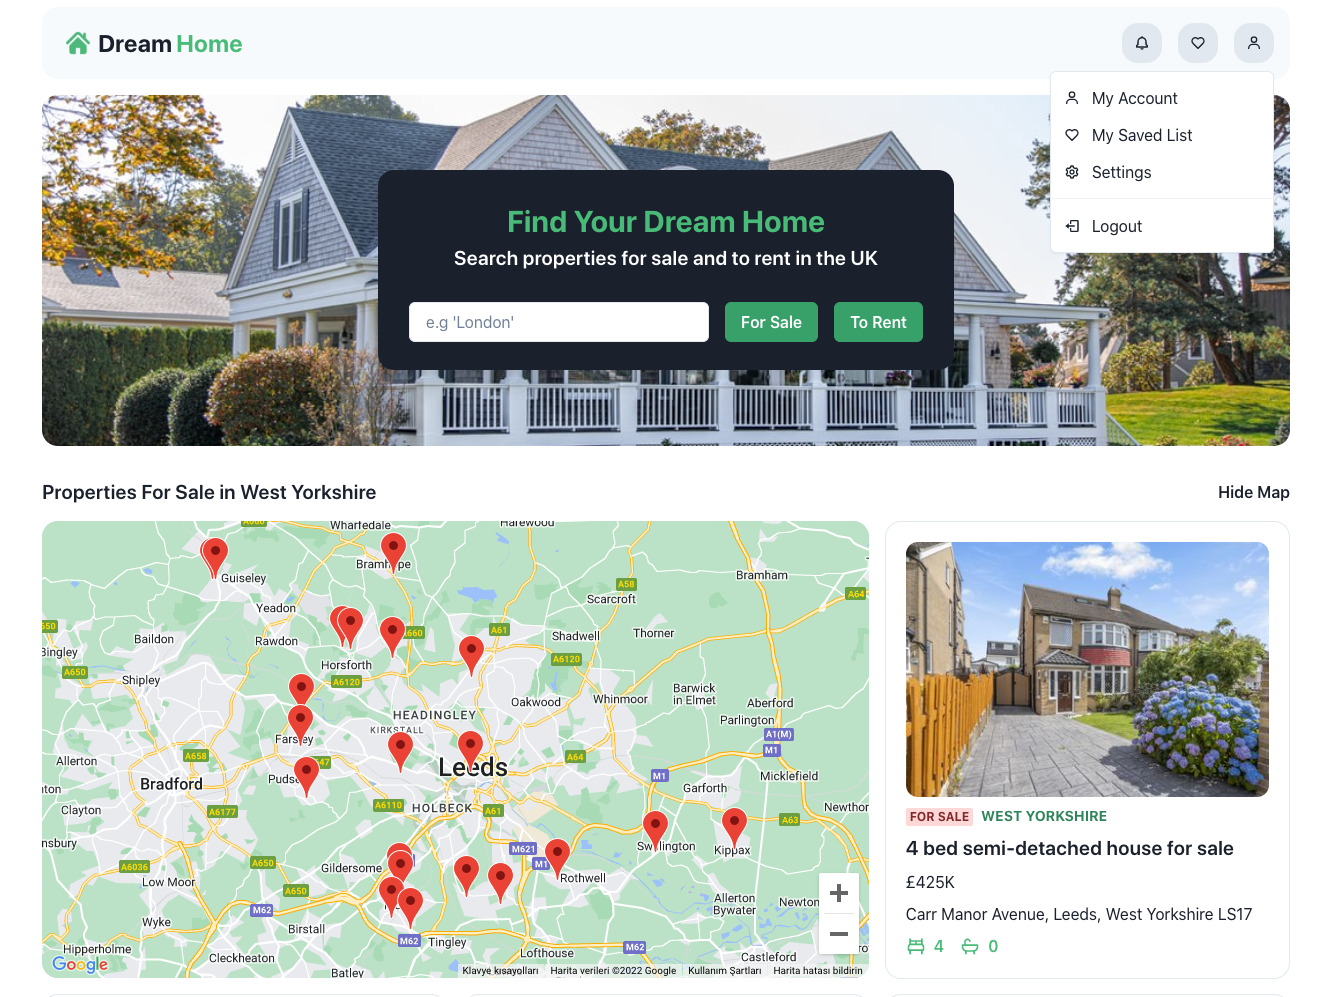 Dream Home
My Account
My Saved List
Settings
Logout
Find Your Dream Home
Search properties for sale and to rent in the UK
e.g 'London'
For Sale
To Rent
Properties For Sale in West Yorkshire
Hide Map
Wharfedale
Harewood
Guiseley
Bramhope
Bramham
A58
A64
Scarcroft
Yeadon
Baildon
Rawdon
A660
A61
Shadwell
Thorner
Bingley
A650
Horsforth
A6120
A6120
Shipley
Oakwood
Whinmoor
Barwick
in Elmet
Aberford
Parlington
HEADINGLEY
KIRKSTALL
Farsley
A1(M)
M1
A658
A64
Allerton
Bradford
Pudsey
Leeds
M1
Micklefield
Garforth
Clayton
A6177
A6110
HOLBECK
A61
A63
M621
Swillington
Kippax
A6036
A650
Gildersome
M1
Rothwell
Low Moor
A650
M62
Allerton
Bywater
Newton
Wyke
Birstall
M62
Tingley
M62
Hipperholme
Cleckheaton
Lofthouse
Castleford
Batley
Google
Klavye kısayolları
Harita verileri ©2022 Google
Kullanım Şartları
Harita hatası bildirin
FOR SALE WEST YORKSHIRE
4 bed semi-detached house for sale
£425K
Carr Manor Avenue, Leeds, West Yorkshire LS17
4 0